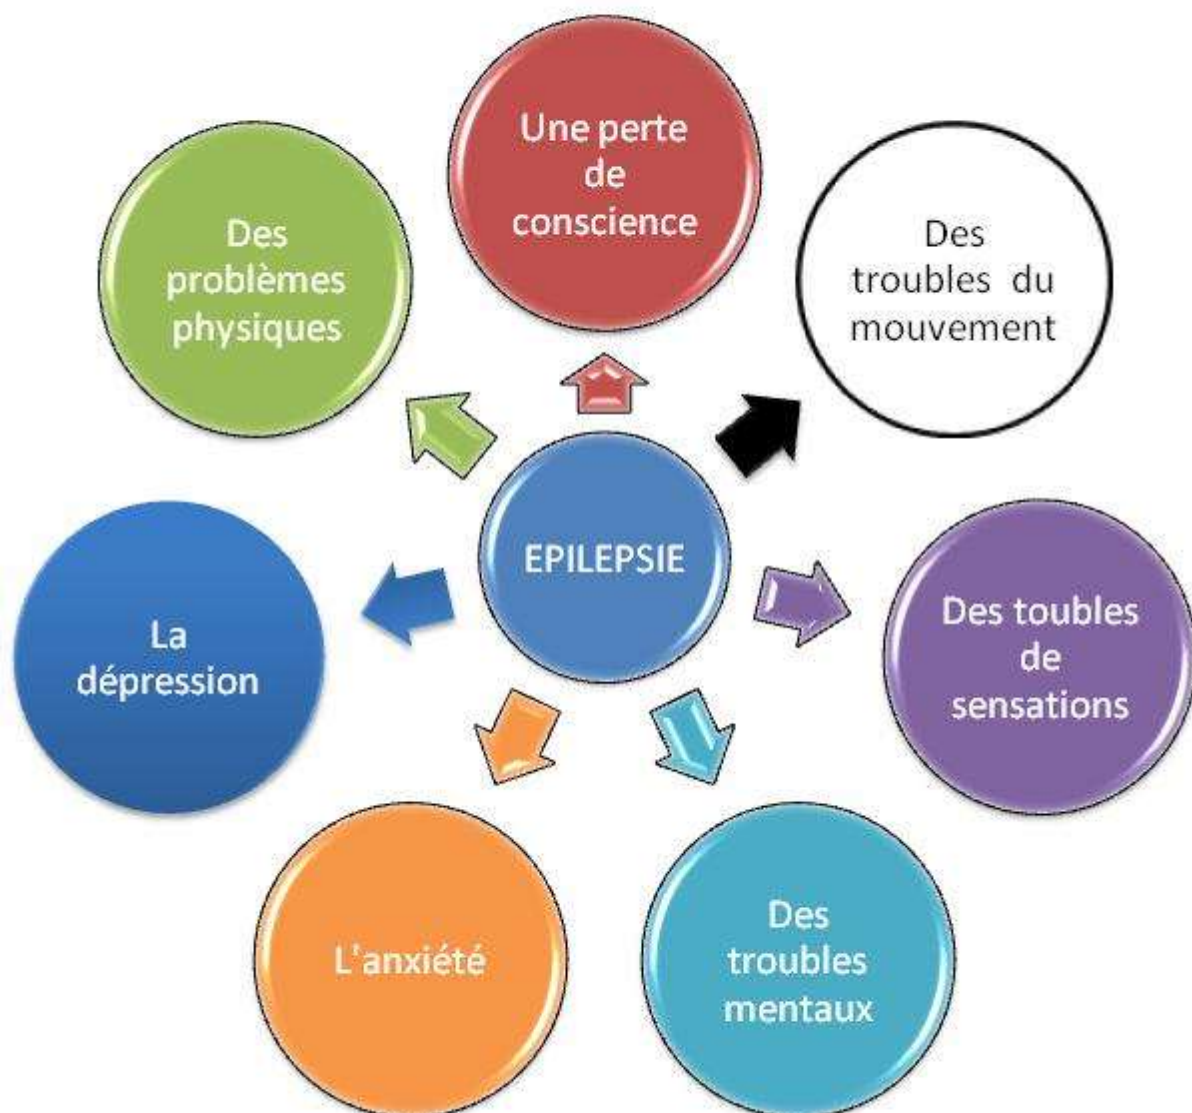 Une perte
de
conscience
Des
troubles du
mouvement
Des toubles
de
sensations
Des
troubles
mentaux
L'anxiété
La
dépression
Des
problèmes
physiques
EPILEPSIE